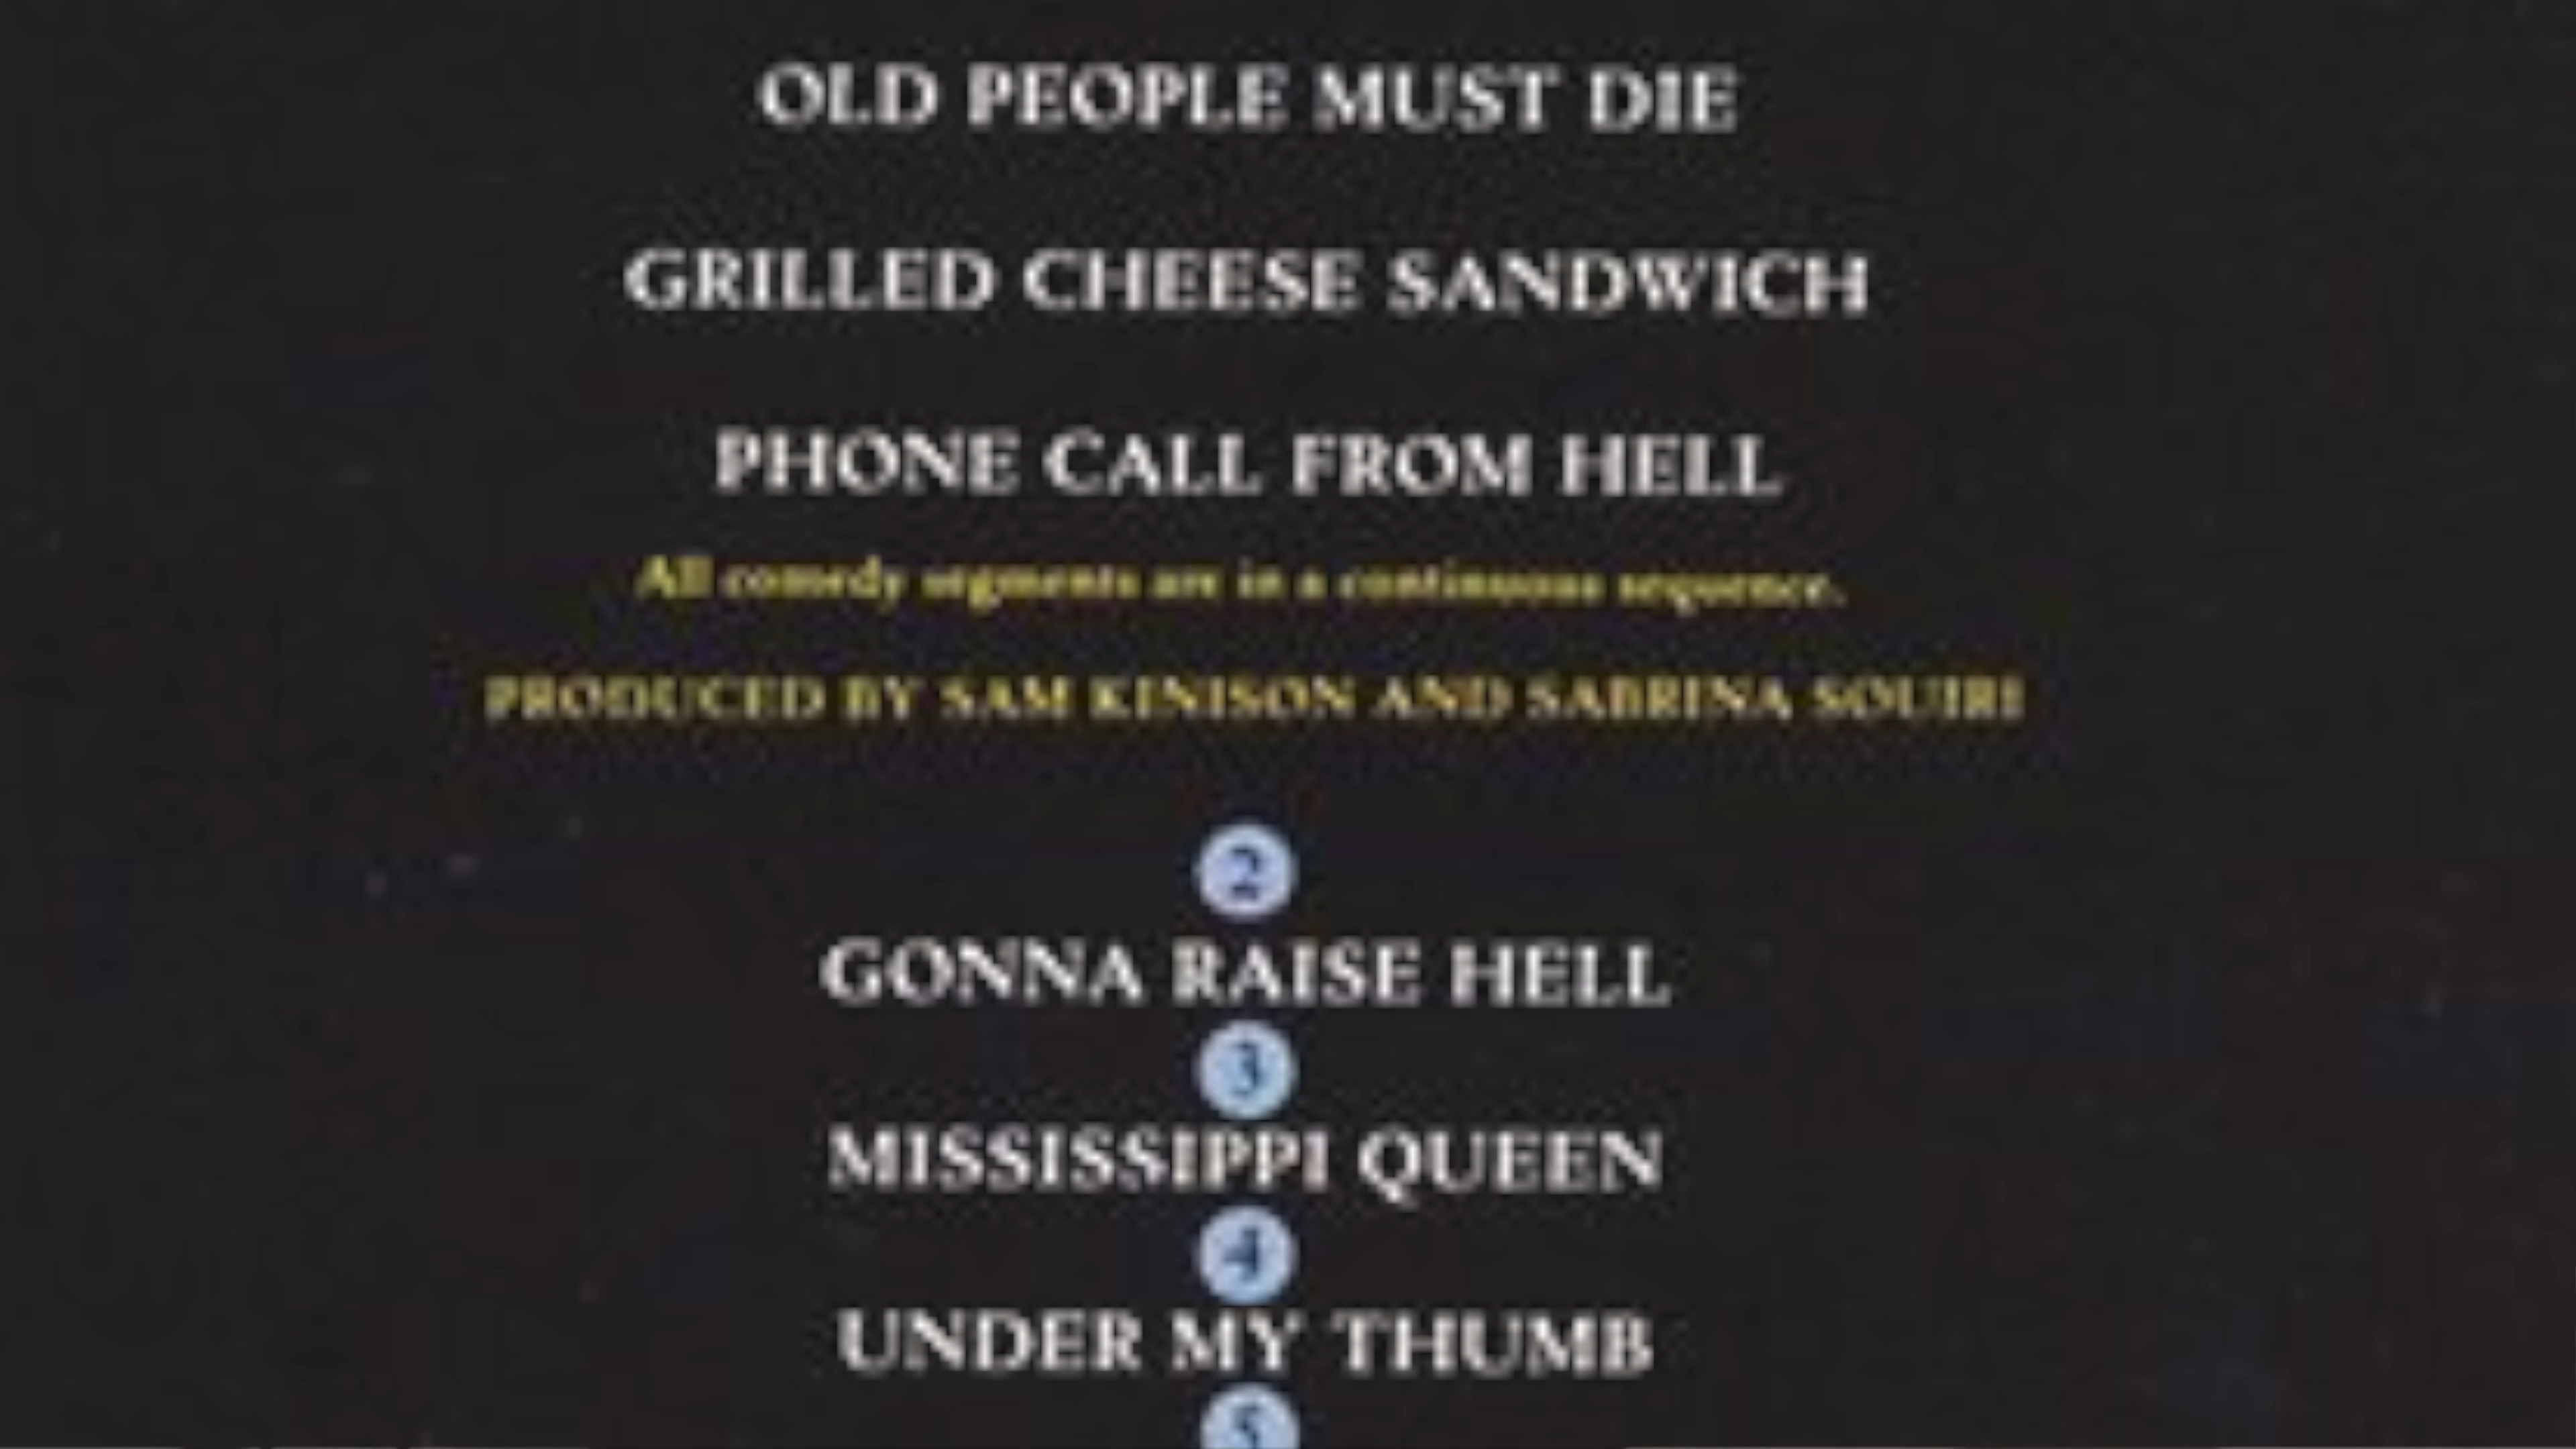 OLD PEOPLE MUST DIE
GRILLED CHEESE SANDWICH
PHONE CALL FROM HELL
All comedy segments are in a continuous sequence.
PRODUCED BY SAM KINISON AND SABRINA SOUIRI
2
GONNA RAISE HELL
3
MISSISSIPPI QUEEN
4
UNDER MY THUMB
5